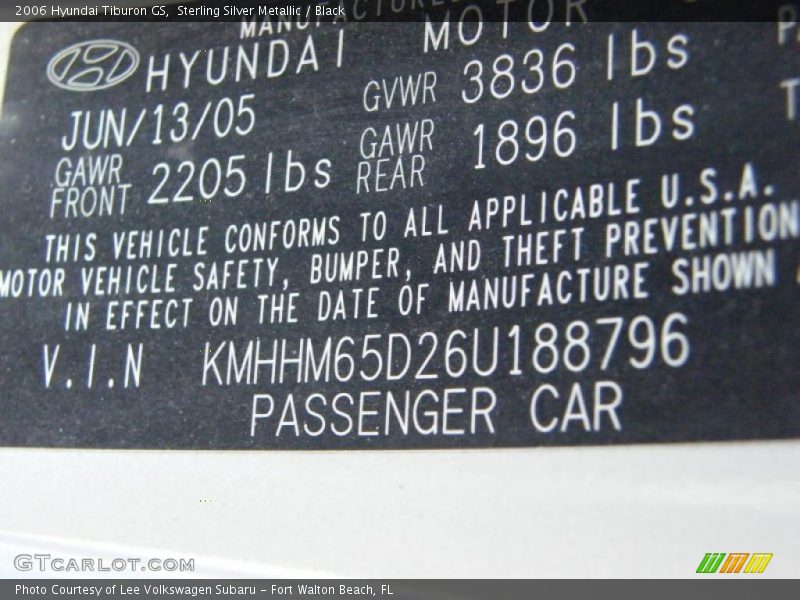 2006 Hyundai Tiburon GS, Sterling Silver Metallic / Black
HYUNDAI MOTOR
JUN/13/05 GVWR 3836 lbs
GAWR FRONT 2205 lbs GAWR REAR 1896 lbs
THIS VEHICLE CONFORMS TO ALL APPLICABLE U.S.A.
MOTOR VEHICLE SAFETY, BUMPER, AND THEFT PREVENTION
IN EFFECT ON THE DATE OF MANUFACTURE SHOWN
V.I.N KMHHM65D26U188796
PASSENGER CAR
GTCARLOT.COM
Photo Courtesy of Lee Volkswagen Subaru - Fort Walton Beach, FL